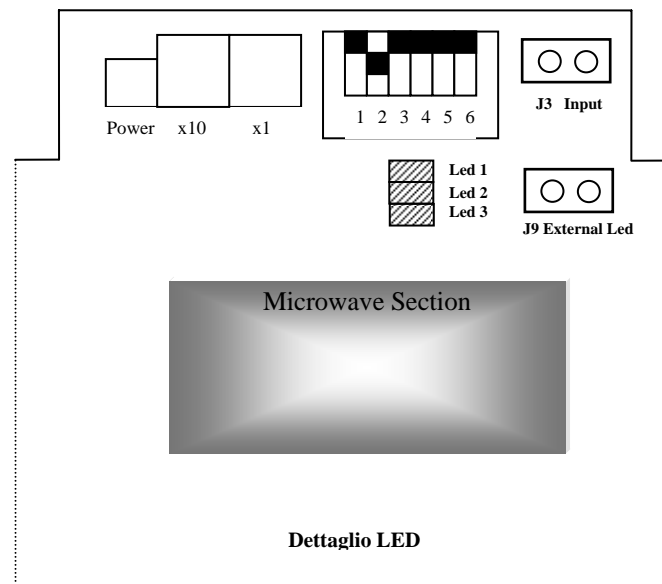 J3 Input
Power x10 x1
1 2 3 4 5 6
Led 1
Led 2
Led 3
J9 External Led
Microwave Section
Dettaglio LED